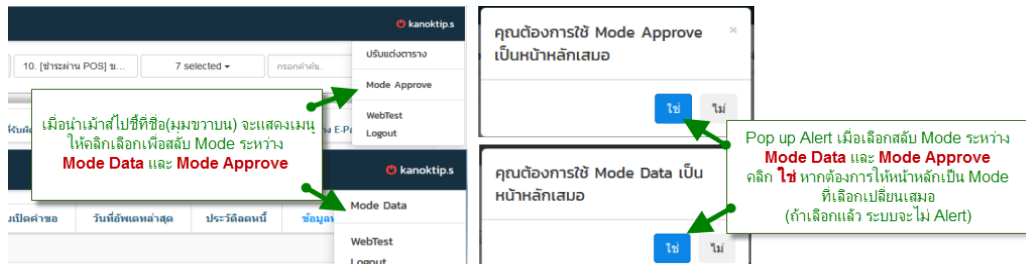 kanoktip.s
ปรับแต่งตาราง
10. [ชำระผ่าน POS] ข...
7 selected
กรอกคำค้น..
Mode Approve
WebTest
Logout
เมื่อนำเม้าส์ไปชี้ที่ชื่อ(มุมขวาบน) จะแสดงเมนู
ให้คลิกเลือกเพื่อสลับ Mode ระหว่าง
Mode Data และ Mode Approve
kanoktip.s
Mode Data
วันที่อัพเดทล่าสุด
ประวัติลดหนี้
WebTest
Logout
คุณต้องการใช้ Mode Approve
เป็นหน้าหลักเสมอ
×
ใช่
ไม่
คุณต้องการใช้ Mode Data เป็น
หน้าหลักเสมอ
ใช่
ไม่
Pop up Alert เมื่อเลือกสลับ Mode ระหว่าง
Mode Data และ Mode Approve
คลิก ใช่ หากต้องการให้หน้าหลักเป็น Mode
ที่เลือกเปลี่ยนเสมอ
(ถ้าเลือกแล้ว ระบบจะไม่ Alert)